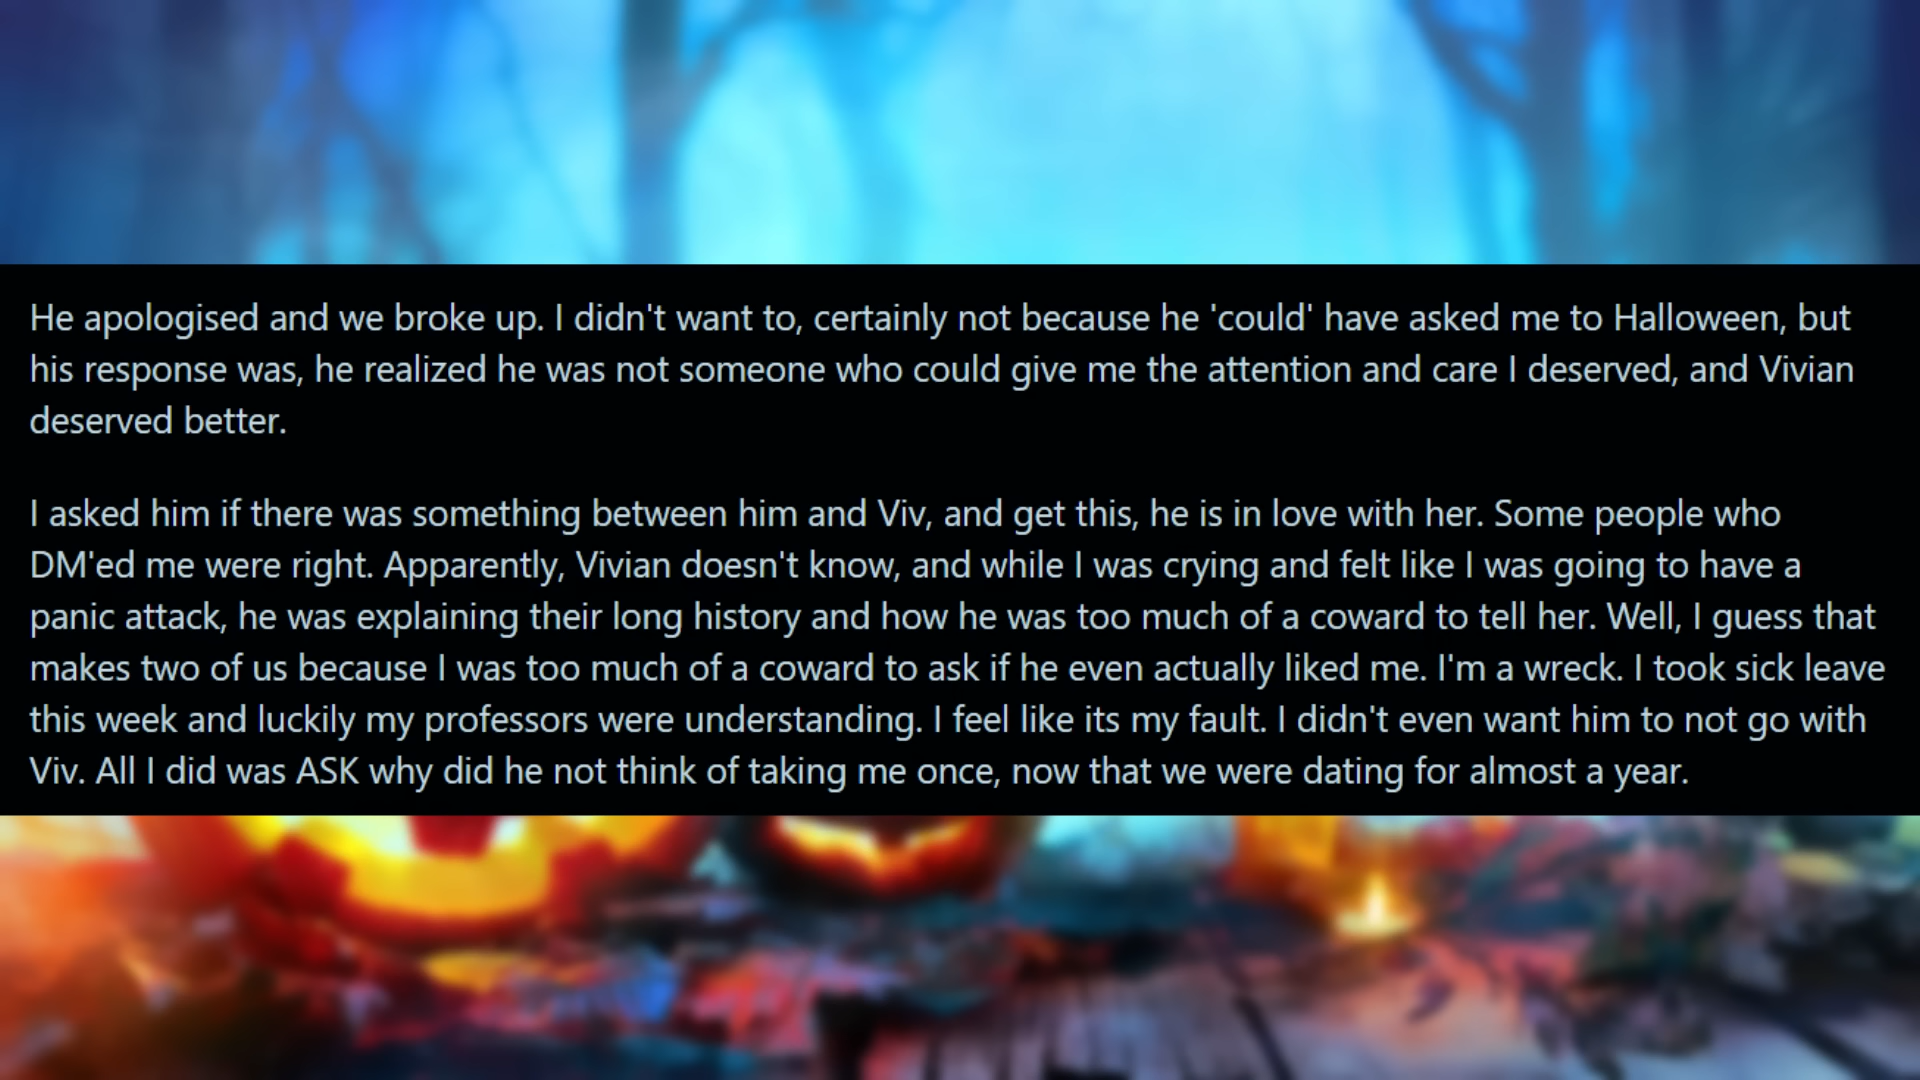 He apologised and we broke up. I didn't want to, certainly not because he 'could' have asked me to Halloween, but
his response was, he realized he was not someone who could give me the attention and care I deserved, and Vivian
deserved better.
I asked him if there was something between him and Viv, and get this, he is in love with her. Some people who
DM'ed me were right. Apparently, Vivian doesn't know, and while I was crying and felt like I was going to have a
panic attack, he was explaining their long history and how he was too much of a coward to tell her. Well, I guess that
makes two of us because I was too much of a coward to ask if he even actually liked me. I'm a wreck. I took sick leave
this week and luckily my professors were understanding. I feel like its my fault. I didn't even want him to not go with
Viv. All I did was ASK why did he not think of taking me once, now that we were dating for almost a year.